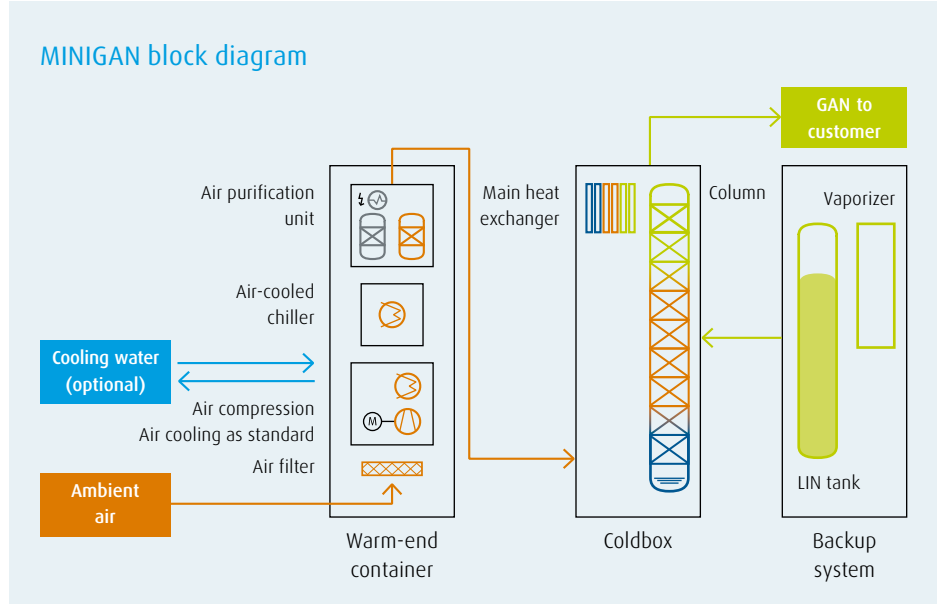 MINIGAN block diagram
GAN to
customer
Air purification
unit
Main heat
exchanger
Column
Vaporizer
Air-cooled
chiller
Cooling water
(optional)
Air compression
Air cooling as standard
M
Air filter
Ambient
air
LIN tank
Warm-end
container
Coldbox
Backup
system